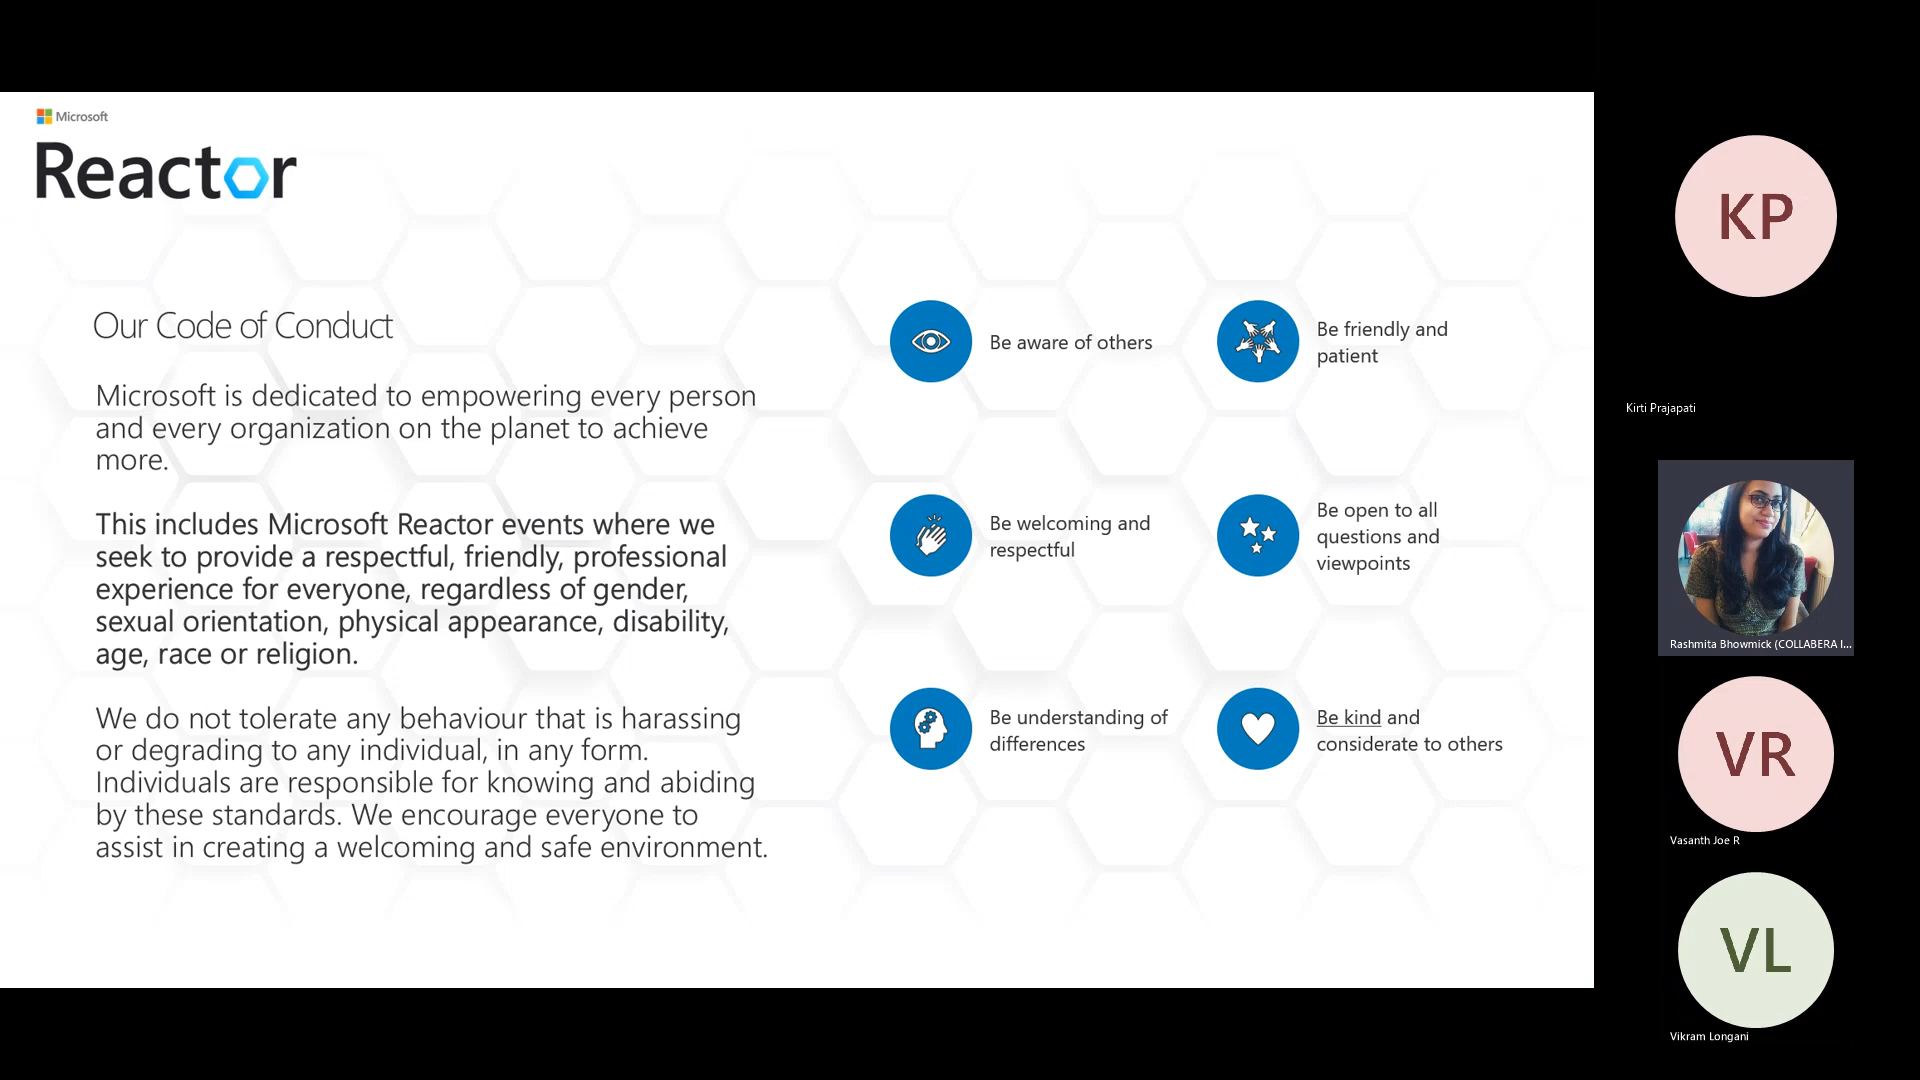 Microsoft
Reactor
Our Code of Conduct
Microsoft is dedicated to empowering every person
and every organization on the planet to achieve
more.
This includes Microsoft Reactor events where we
seek to provide a respectful, friendly, professional
experience for everyone, regardless of gender,
sexual orientation, physical appearance, disability,
age, race or religion.
We do not tolerate any behaviour that is harassing
or degrading to any individual, in any form.
Individuals are responsible for knowing and abiding
by these standards. We encourage everyone to
assist in creating a welcoming and safe environment.
Be aware of others
Be friendly and
patient
Be welcoming and
respectful
Be open to all
questions and
viewpoints
Be understanding of
differences
Be kind and
considerate to others
KP
Kirti Prajapati
Rashmita Bhowmick (COLLABERA I...
VR
Vasanth Joe R
VL
Vikram Longani